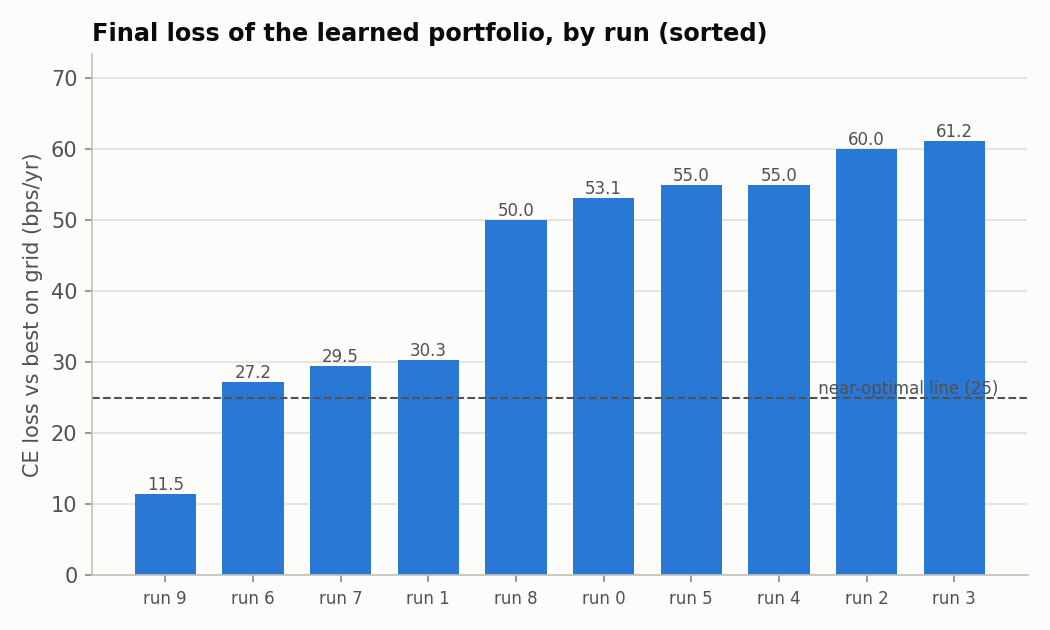 Final loss of the learned portfolio, by run (sorted)
CE loss vs best on grid (bps/yr)
70
60
50
40
30
20
10
0
11.5
27.2
29.5
30.3
50.0
53.1
55.0
55.0
60.0
61.2
near-optimal line (25)
run 9
run 6
run 7
run 1
run 8
run 0
run 5
run 4
run 2
run 3